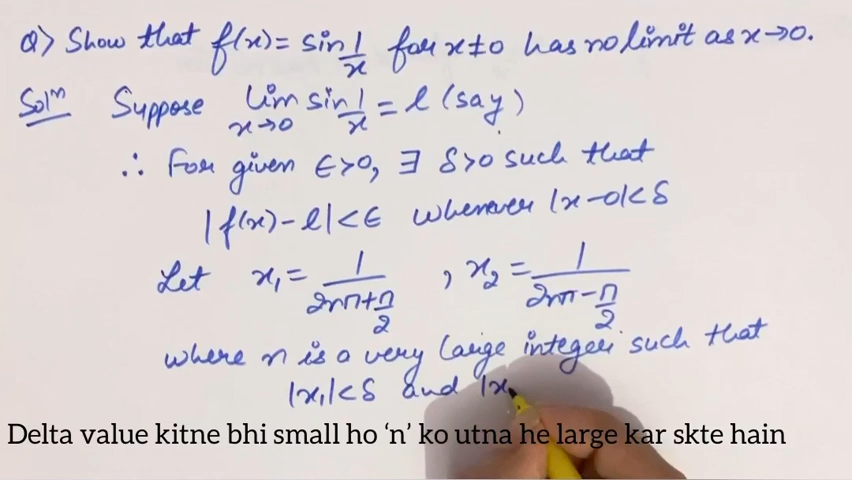 Q> Show that f(x) = sin 1/x for x≠0 has no limit as x→0.
Solⁿ Suppose lim x→0 sin 1/x = l (say)
∴ For given ϵ>0, ∃ δ>0 such that
|f(x) - l| < ϵ whenever |x-0| < δ
Let x₁ = 1/(2nπ+π/2) , x₂ = 1/(2nπ-π/2)
where n is a very large integer such that
|x₁| < δ and |x
Delta value kitne bhi small ho ‘n’ ko utna he large kar skte hain